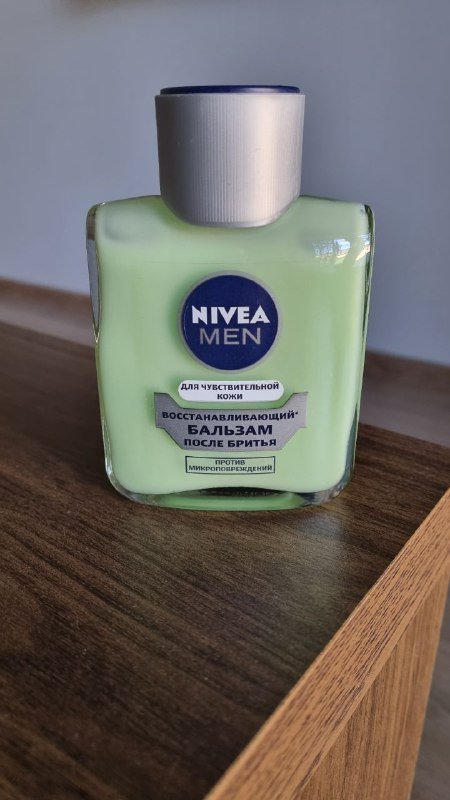 NIVEA
MEN
ДЛЯ ЧУВСТВИТЕЛЬНОЙ
КОЖИ
ВОССТАНАВЛИВАЮЩИЙ*
БАЛЬЗАМ
ПОСЛЕ БРИТЬЯ
ПРОТИВ
МИКРОПОВРЕЖДЕНИЙ